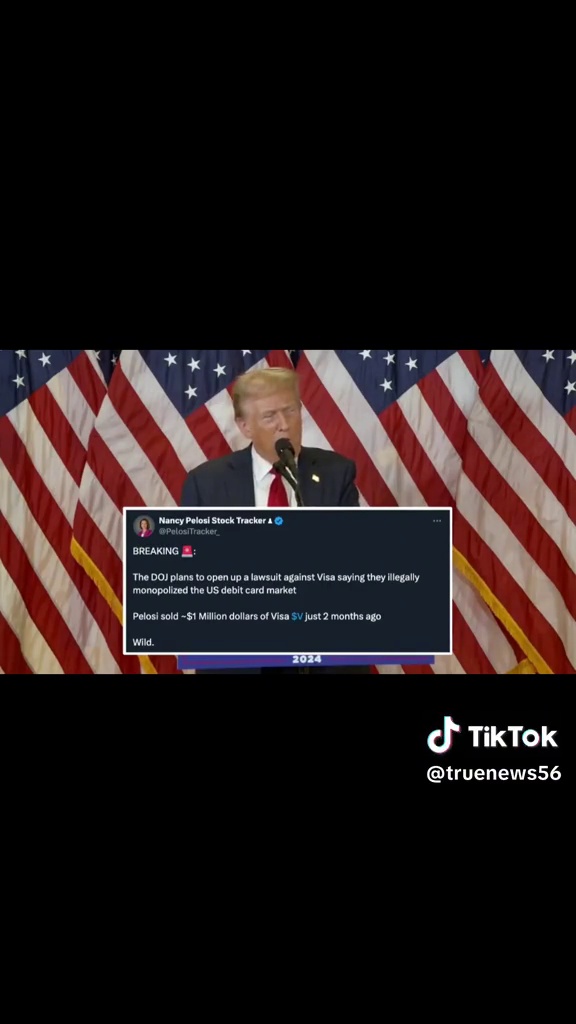 Nancy Pelosi Stock Tracker
@PelosiTracker_
BREAKING 🚨:
The DOJ plans to open up a lawsuit against Visa saying they illegally
monopolized the US debit card market
Pelosi sold ~$1 Million dollars of Visa $V just 2 months ago
Wild.
2024
TikTok
@truenews56